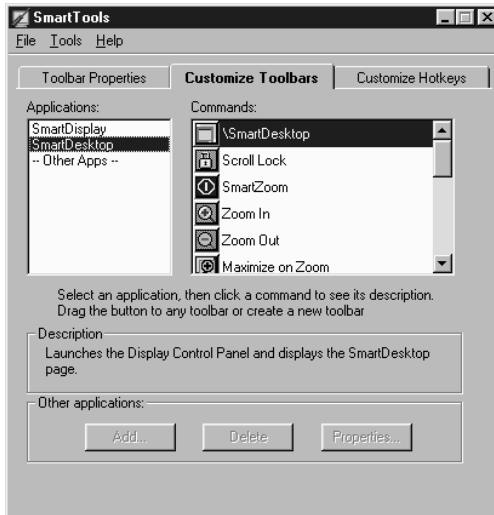 SmartTools
File Tools Help
Toolbar Properties Customize Toolbars Customize Hotkeys
Applications: Commands:
SmartDisplay
SmartDesktop
-- Other Apps --
\SmartDesktop
Scroll Lock
SmartZoom
Zoom In
Zoom Out
Maximize on Zoom
Select an application, then click a command to see its description.
Drag the button to any toolbar or create a new toolbar
Description
Launches the Display Control Panel and displays the SmartDesktop
page.
Other applications:
Add... Delete Properties...